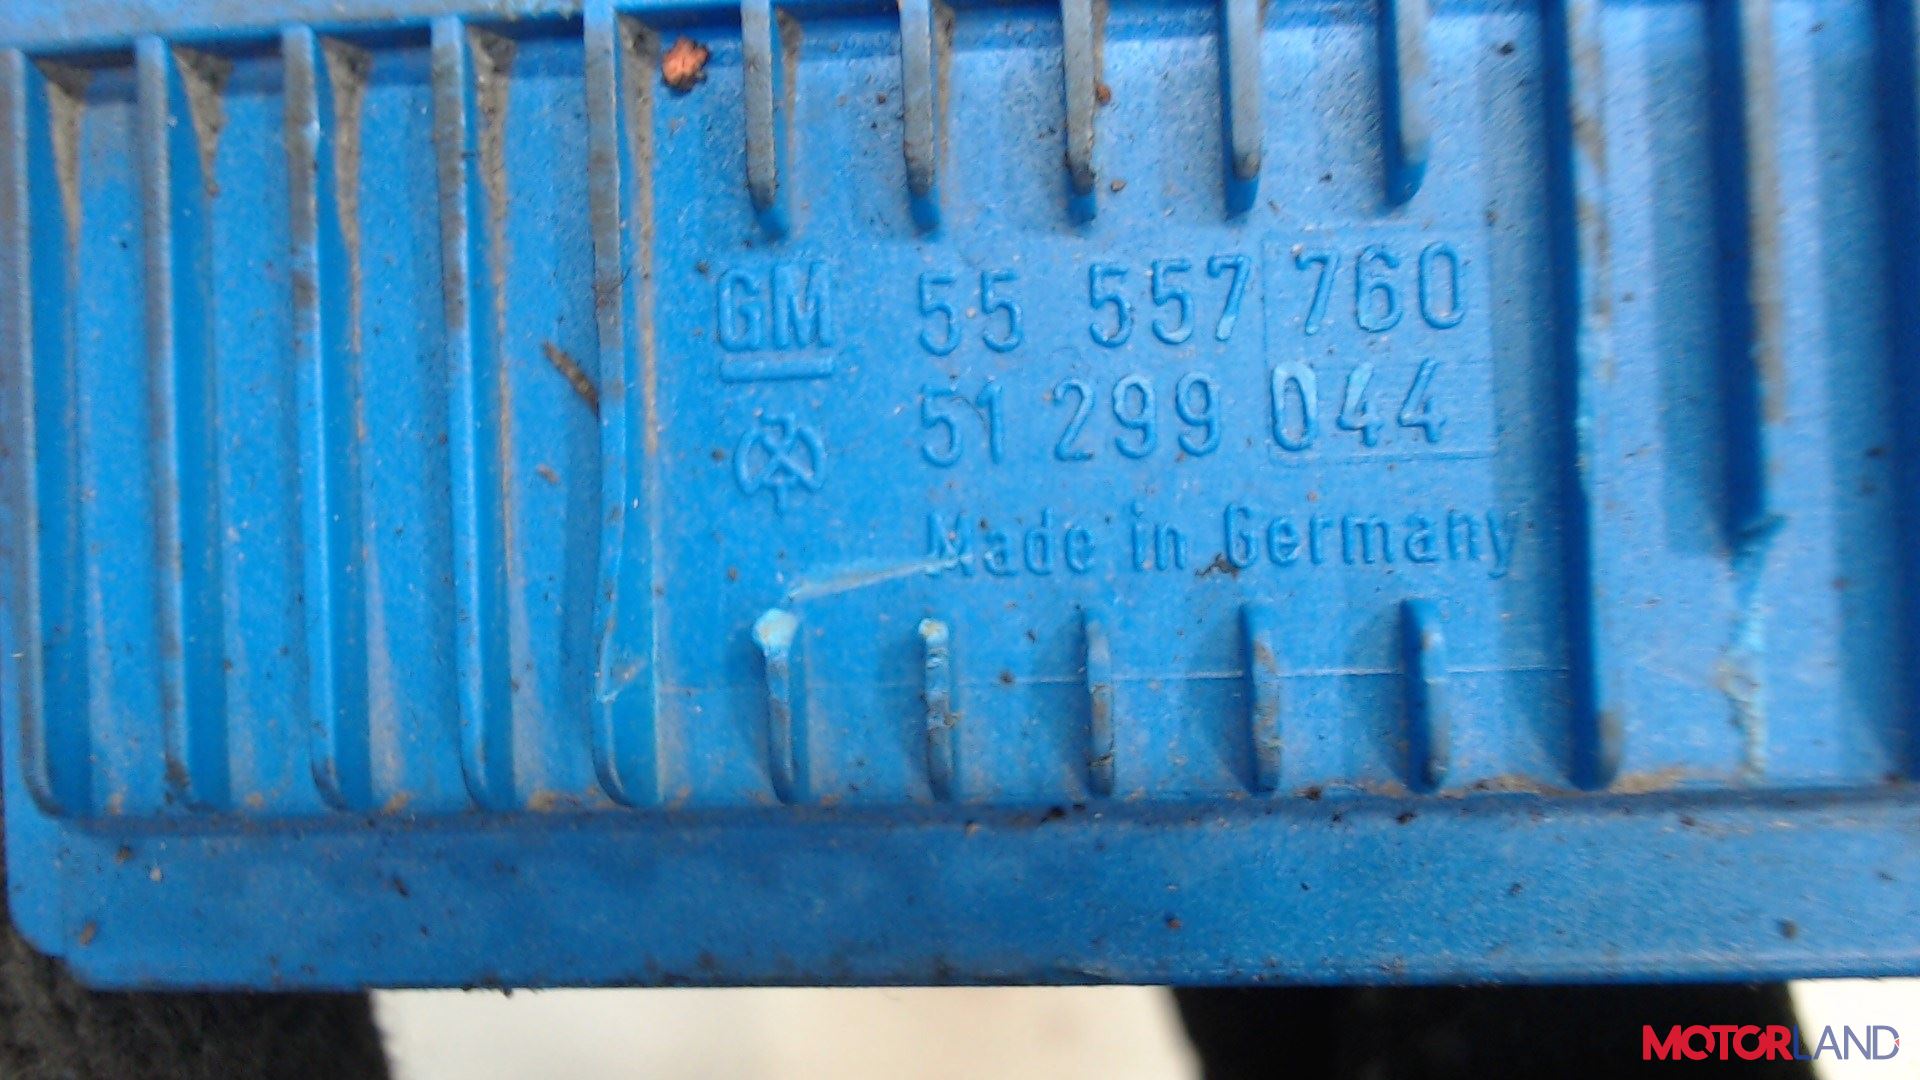 GM 55 557 760
51 299 044
Made in Germany
MOTORLAND